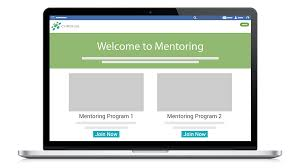 Welcome to Mentoring
Mentoring Program 1
Mentoring Program 2
Join Now
Join Now